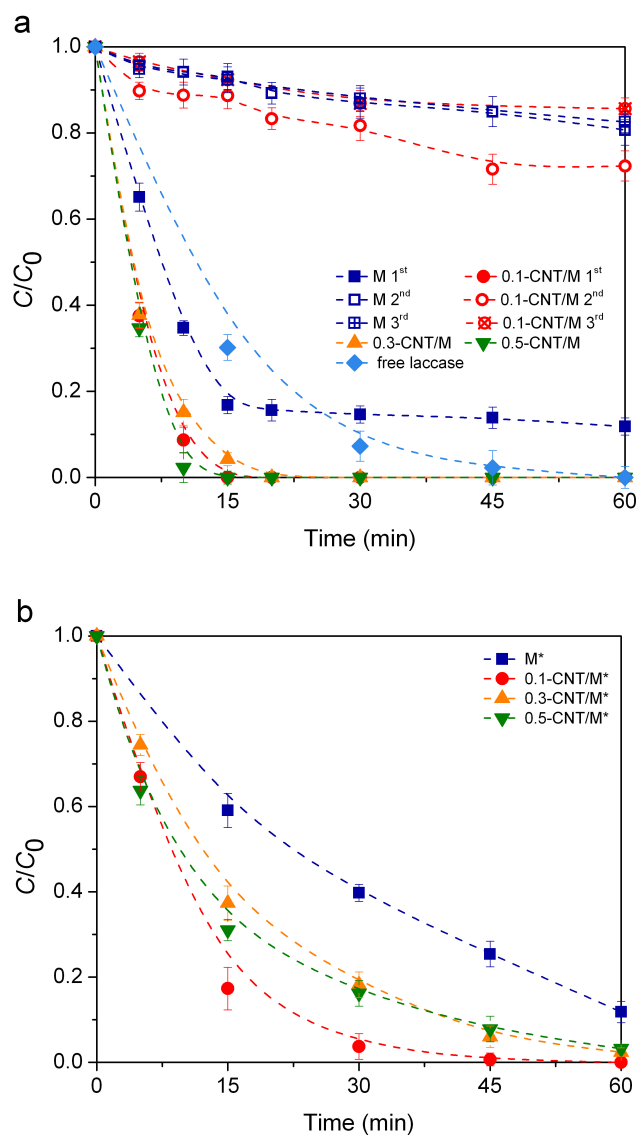 a
1.0
0.8
0.6
0.4
0.2
0.0
C/C₀
M 1ˢᵗ
0.1-CNT/M 1ˢᵗ
M 2ⁿᵈ
0.1-CNT/M 2ⁿᵈ
M 3ʳᵈ
0.1-CNT/M 3ʳᵈ
0.3-CNT/M
0.5-CNT/M
free laccase
0 15 30 45 60
Time (min)
b
1.0
0.8
0.6
0.4
0.2
0.0
C/C₀
M*
0.1-CNT/M*
0.3-CNT/M*
0.5-CNT/M*
0 15 30 45 60
Time (min)